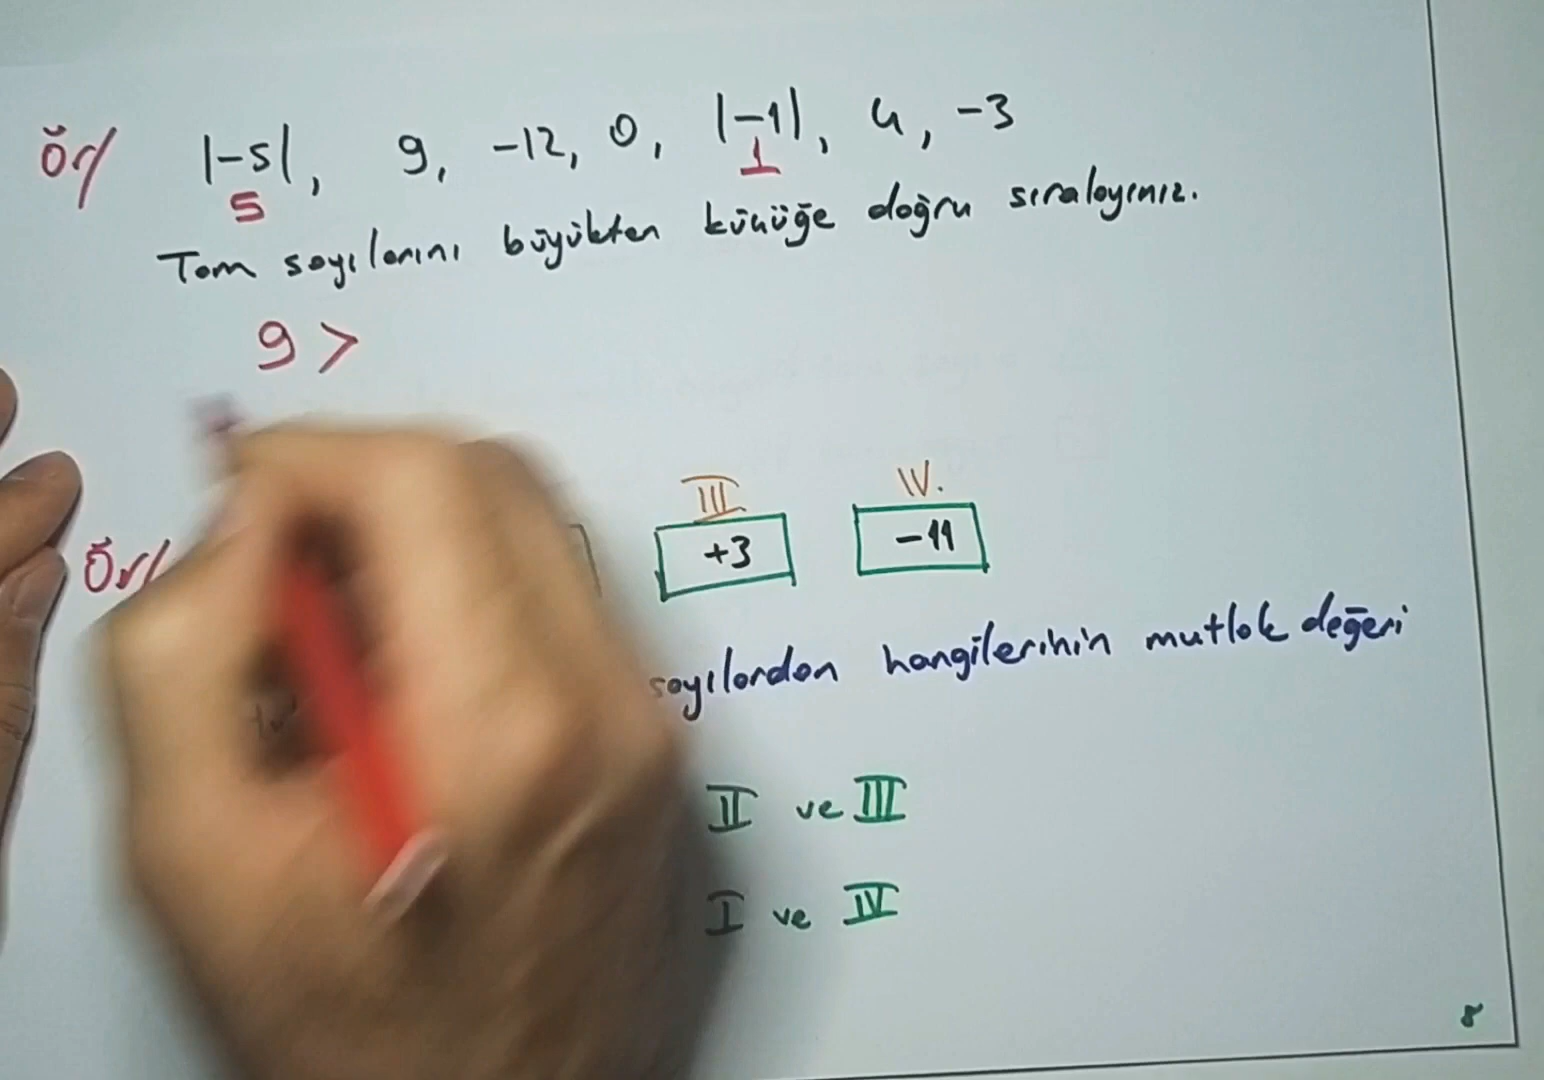 Ör/ |-5|, 9, -12, 0, |-1|, 4, -3
5 1
Tam sayılarını büyükten küçüğe doğru sıralayınız.
9 >
III IV.
Ör/ +3 -11
sayılardan hangilerinin mutlak değeri
II ve III
I ve IV
8